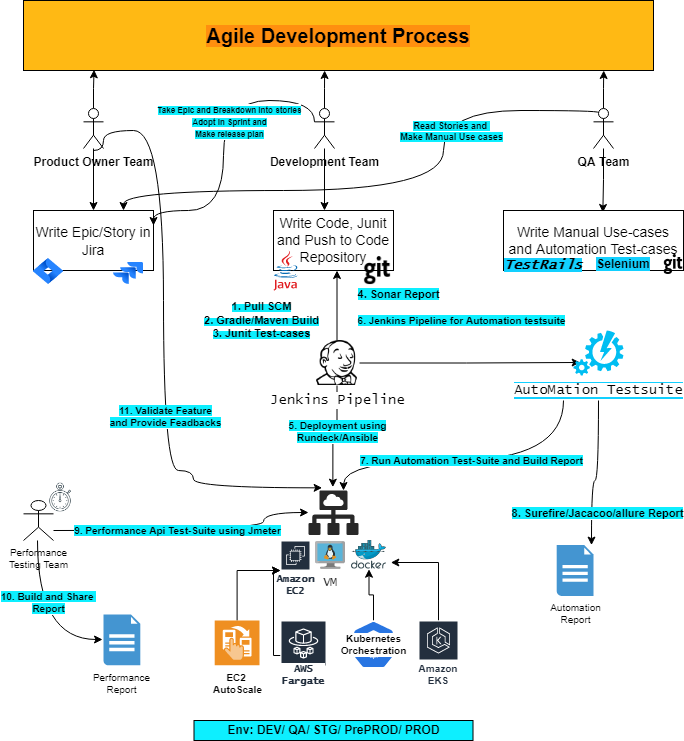 Agile Development Process
Take Epic and Breakdown into stories
Adopt in Sprint and
Make release plan
Read Stories and
Make Manual Use cases
Product Owner Team
Development Team
QA Team
Write Epic/Story in
Jira
Write Code, Junit
and Push to Code
Repository
Java
git
Write Manual Use-cases
and Automation Test-cases
TestRails
Selenium
git
4. Sonar Report
1. Pull SCM
2. Gradle/Maven Build
3. Junit Test-cases
6. Jenkins Pipeline for Automation testsuite
Jenkins Pipeline
AutoMation Testsuite
11. Validate Feature
and Provide Feadbacks
5. Deployment using
Rundeck/Ansible
7. Run Automation Test-Suite and Build Report
8. Surefire/Jacacoo/allure Report
9. Performance Api Test-Suite using Jmeter
Performance
Testing Team
Amazon
EC2
VM
docker
10. Build and Share
Report
Automation
Report
Performance
Report
EC2
AutoScale
AWS
Fargate
Kubernetes
Orchestration
Amazon
EKS
Env: DEV/ QA/ STG/ PrePROD/ PROD